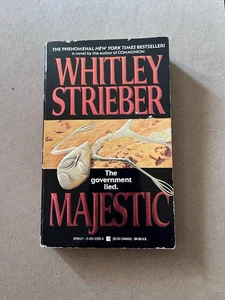 THE PHENOMENAL NEW YORK TIMES BESTSELLER!
A novel by the author of COMMUNION
WHITLEY
STRIEBER
The
government
lied.
MAJESTIC